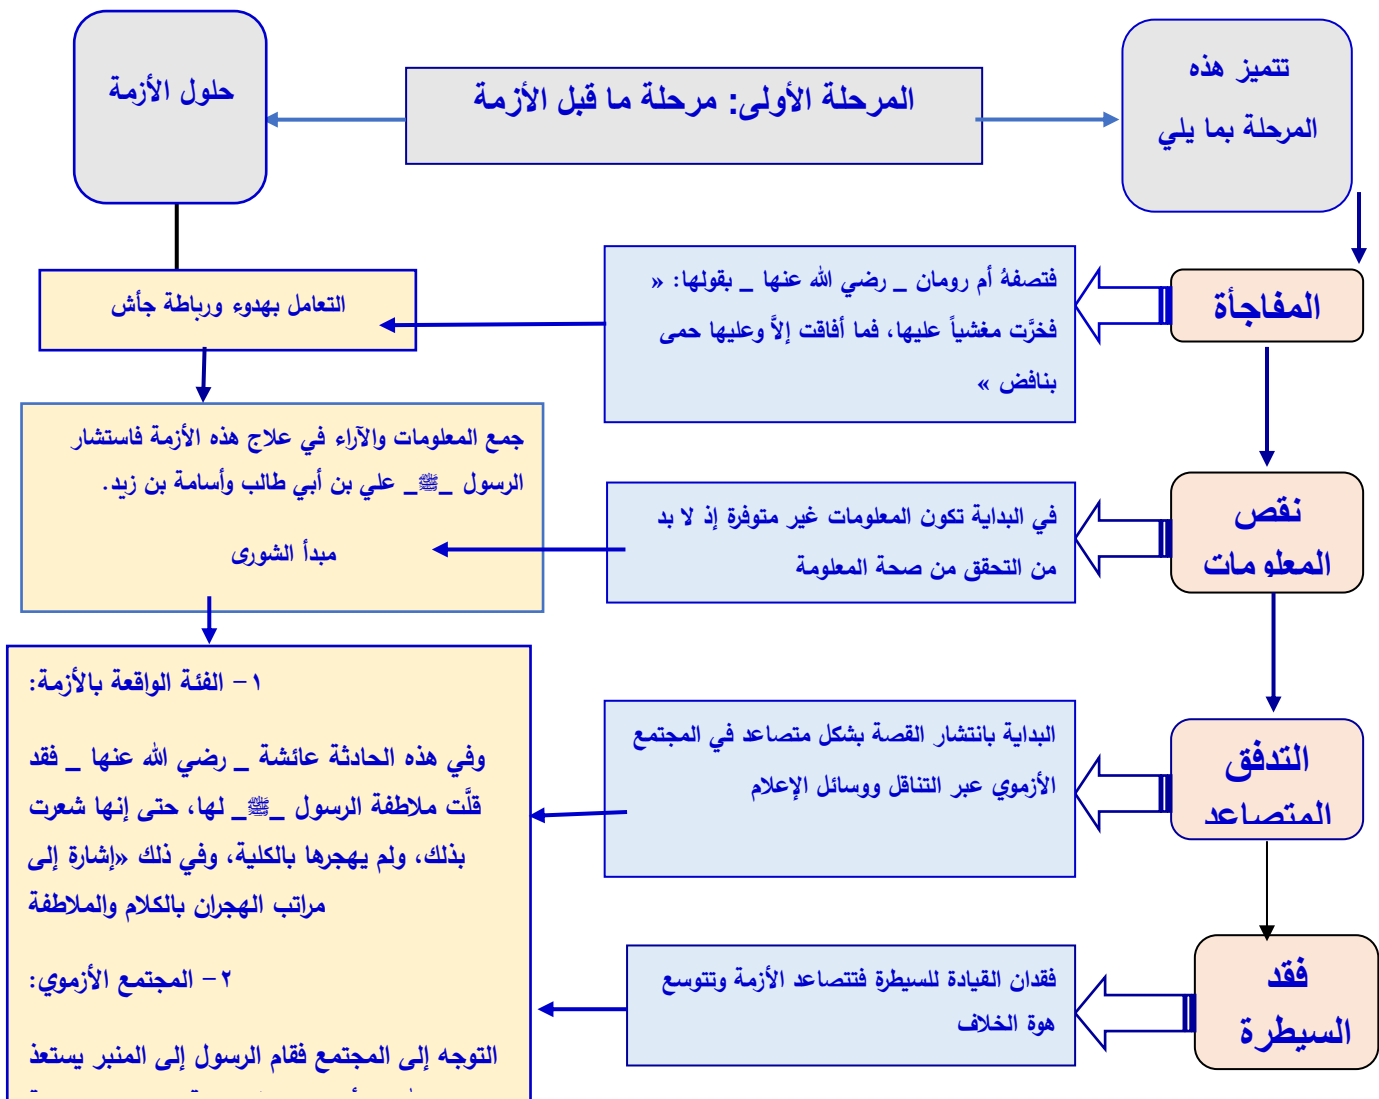 المرحلة الأولى: مرحلة ما قبل الأزمة
تتميز هذه
المرحلة بما يلي
حلول الأزمة
المفاجأة
فتصفهُ أم رومان _ رضي الله عنها _ بقولها: «
فخرَّت مغشياً عليها، فما أفاقت إلاَّ وعليها حمى
بنافض »
التعامل بهدوء ورباطة جأش
نقص
المعلومات
في البداية تكون المعلومات غير متوفرة إذ لا بد
من التحقق من صحة المعلومة
جمع المعلومات والآراء في علاج هذه الأزمة فاستشار
الرسول _ﷺ_ علي بن أبي طالب وأسامة بن زيد.
مبدأ الشورى
التدفق
المتصاعد
البداية بانتشار القصة بشكل متصاعد في المجتمع
الأزموي عبر التناقل ووسائل الإعلام
فقد
السيطرة
فقدان القيادة للسيطرة فتتصاعد الأزمة وتتوسع
هوة الخلاف
١- الفئة الواقعة بالأزمة:
وفي هذه الحادثة عائشة _ رضي الله عنها _ فقد
قلَّت ملاطفة الرسول _ﷺ_ لها، حتى إنها شعرت
بذلك، ولم يهجرها بالكلية، وفي ذلك «إشارة إلى
مراتب الهجران بالكلام والملاطفة
٢- المجتمع الأزموي:
التوجه إلى المجتمع فقام الرسول إلى المنبر يستعذ